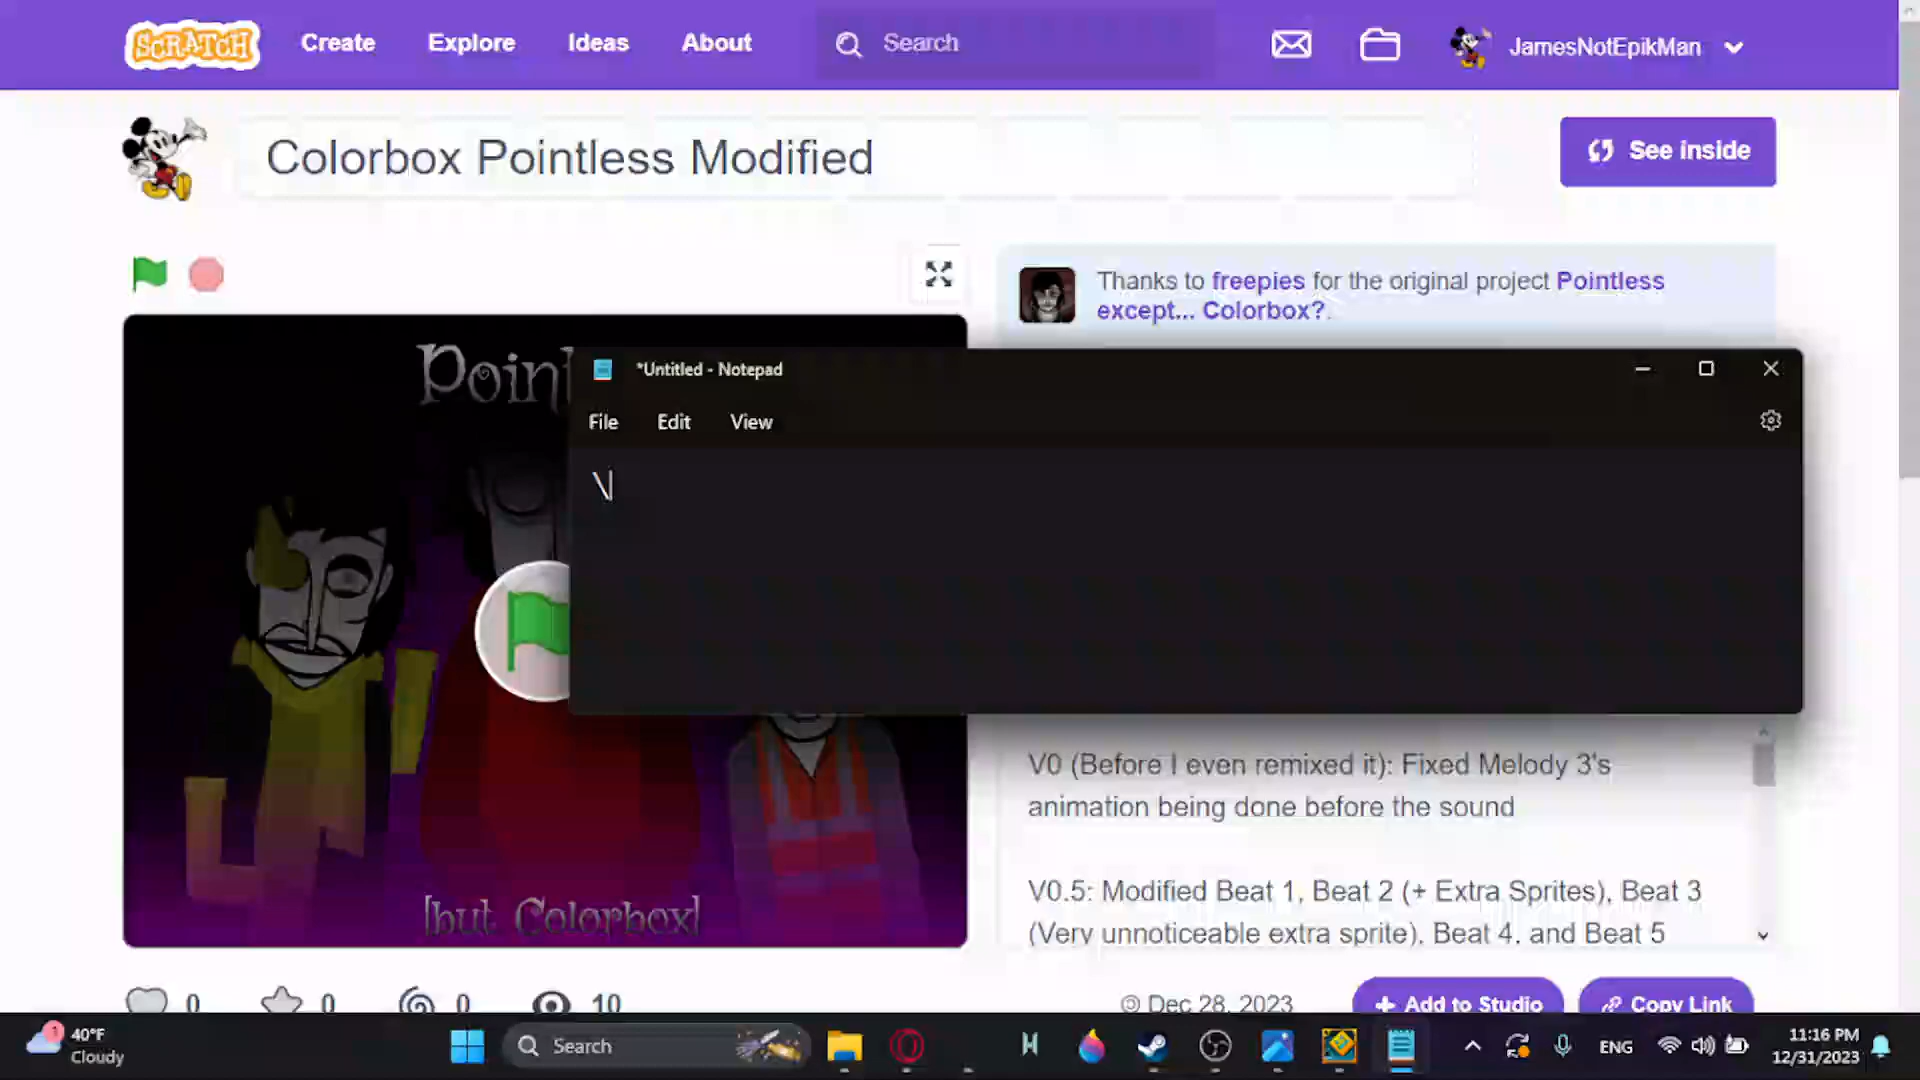 SCRATCH
Create
Explore
Ideas
About
Search
JamesNotEpikMan
Colorbox Pointless Modified
See inside
Thanks to freepies for the original project Pointless
except... Colorbox?.
Poin
*Untitled - Notepad
File
Edit
View
\
[but Colorbox]
V0 (Before I even remixed it): Fixed Melody 3's
animation being done before the sound
V0.5: Modified Beat 1, Beat 2 (+ Extra Sprites), Beat 3
(Very unnoticeable extra sprite), Beat 4, and Beat 5
0
0
0
10
© Dec 28, 2023
Add to Studio
Copy Link
1
40°F
Cloudy
Search
ENG
11:16 PM
12/31/2023